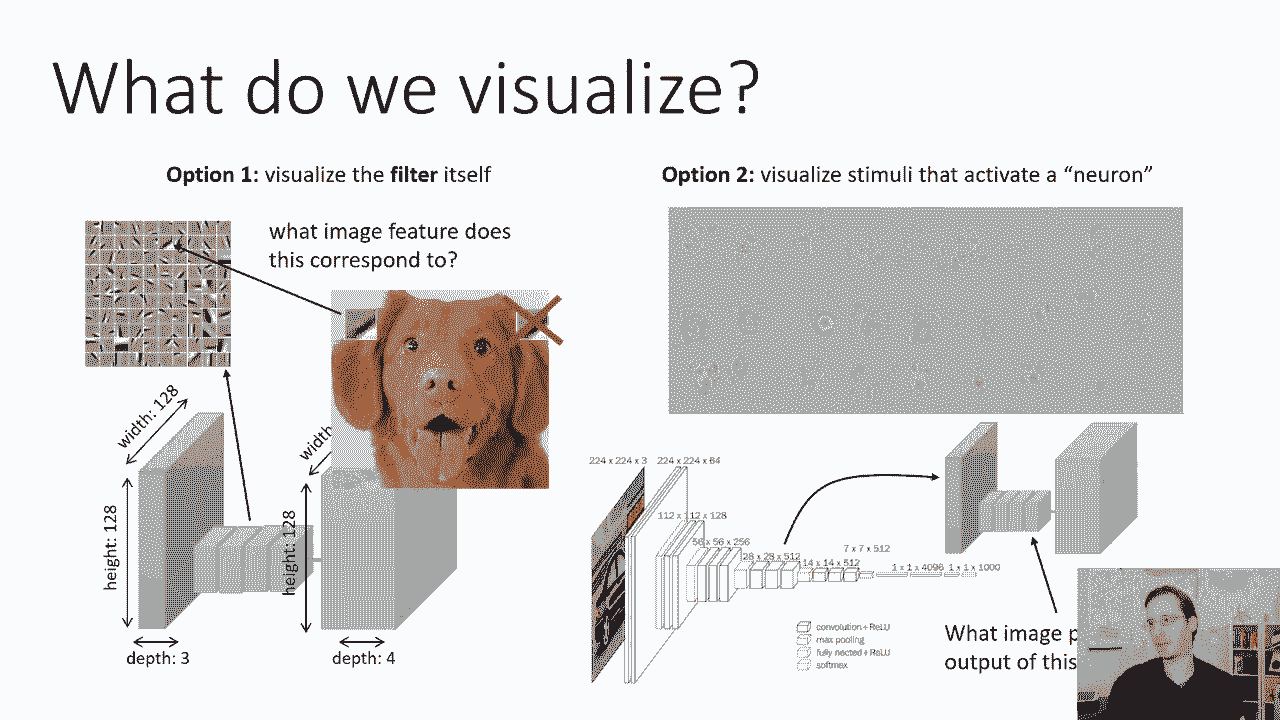 What do we visualize?
Option 1: visualize the filter itself
what image feature does
this correspond to?
width: 128
height: 128
depth: 3
width
height: 128
depth: 4
Option 2: visualize stimuli that activate a “neuron”
224 x 224 x 3
224 x 224 x 64
112 x 112 x 128
56 x 56 x 256
28 x 28 x 512
14 x 14 x 512
7 x 7 x 512
1 x 1 x 4096
1 x 1 x 1000
convolution+ReLU
max pooling
fully nected+ReLU
softmax
What image p
output of this